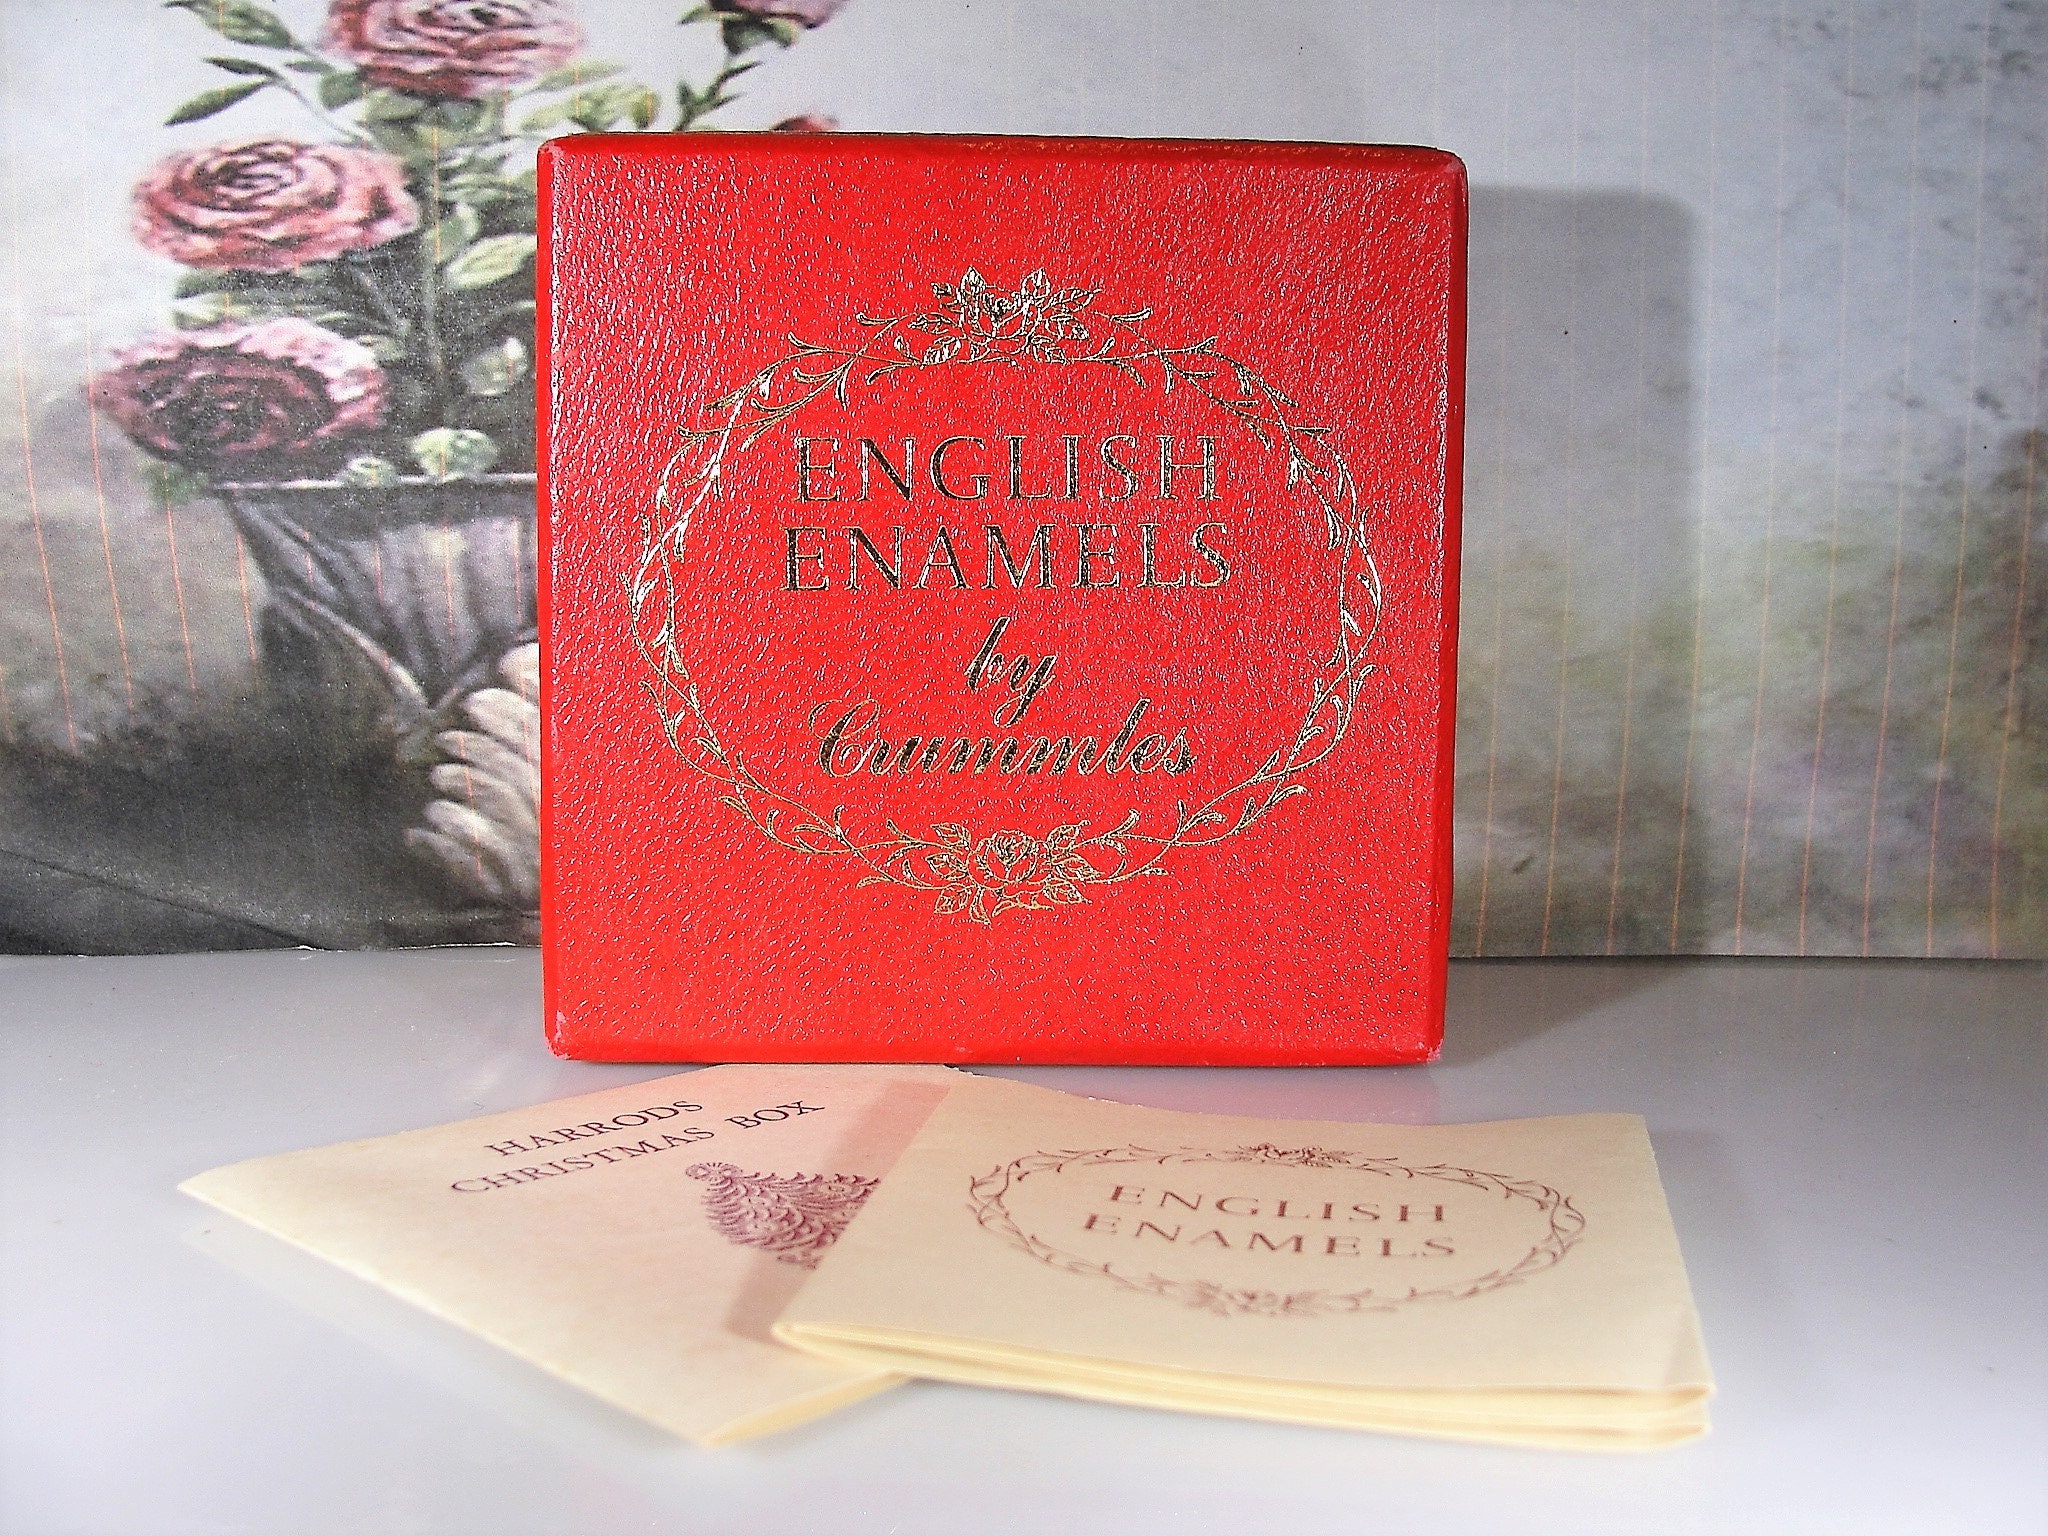 ENGLISH
ENAMELS
by
Crummles
HARRODS
CHRISTMAS BOX
ENGLISH
ENAMELS